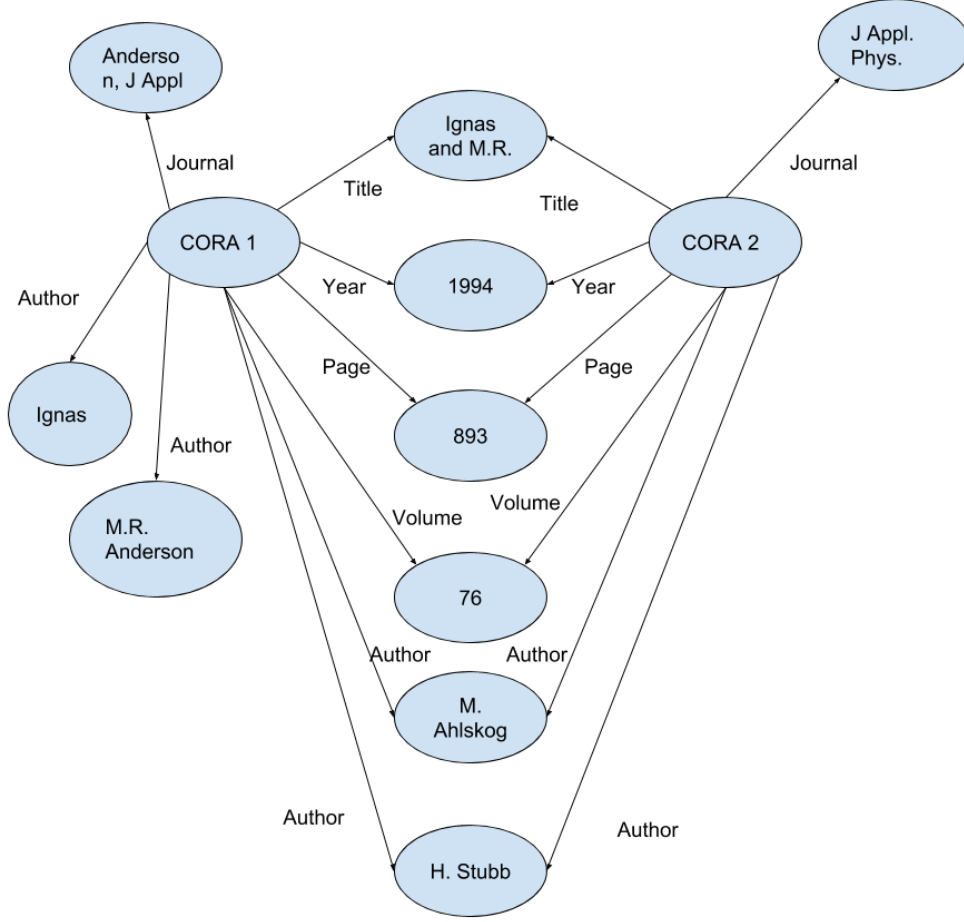 J Appl.
Phys.
Anderso
n, J Appl
Ignas
and M.R.
Journal
Journal
Title
Title
CORA 1
CORA 2
1994
Year
Year
Author
Page
Page
Ignas
893
Author
Volume
Volume
M.R.
Anderson
76
Author
Author
M.
Ahlskog
Author
Author
H. Stubb